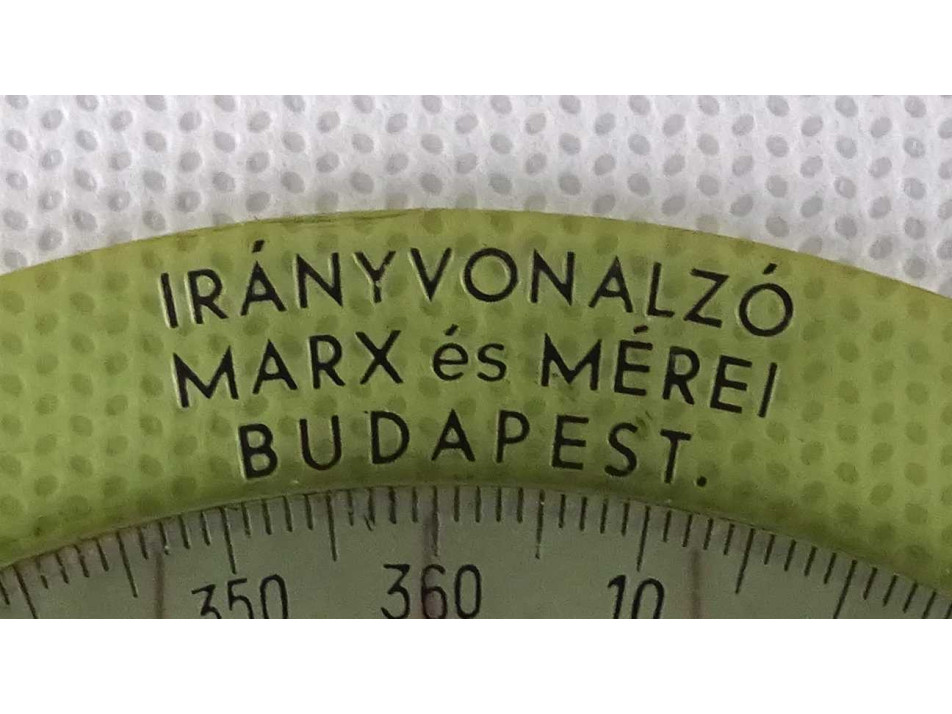 IRÁNYVONALZÓ
MARX és MÉREI
BUDAPEST.
350 360 10